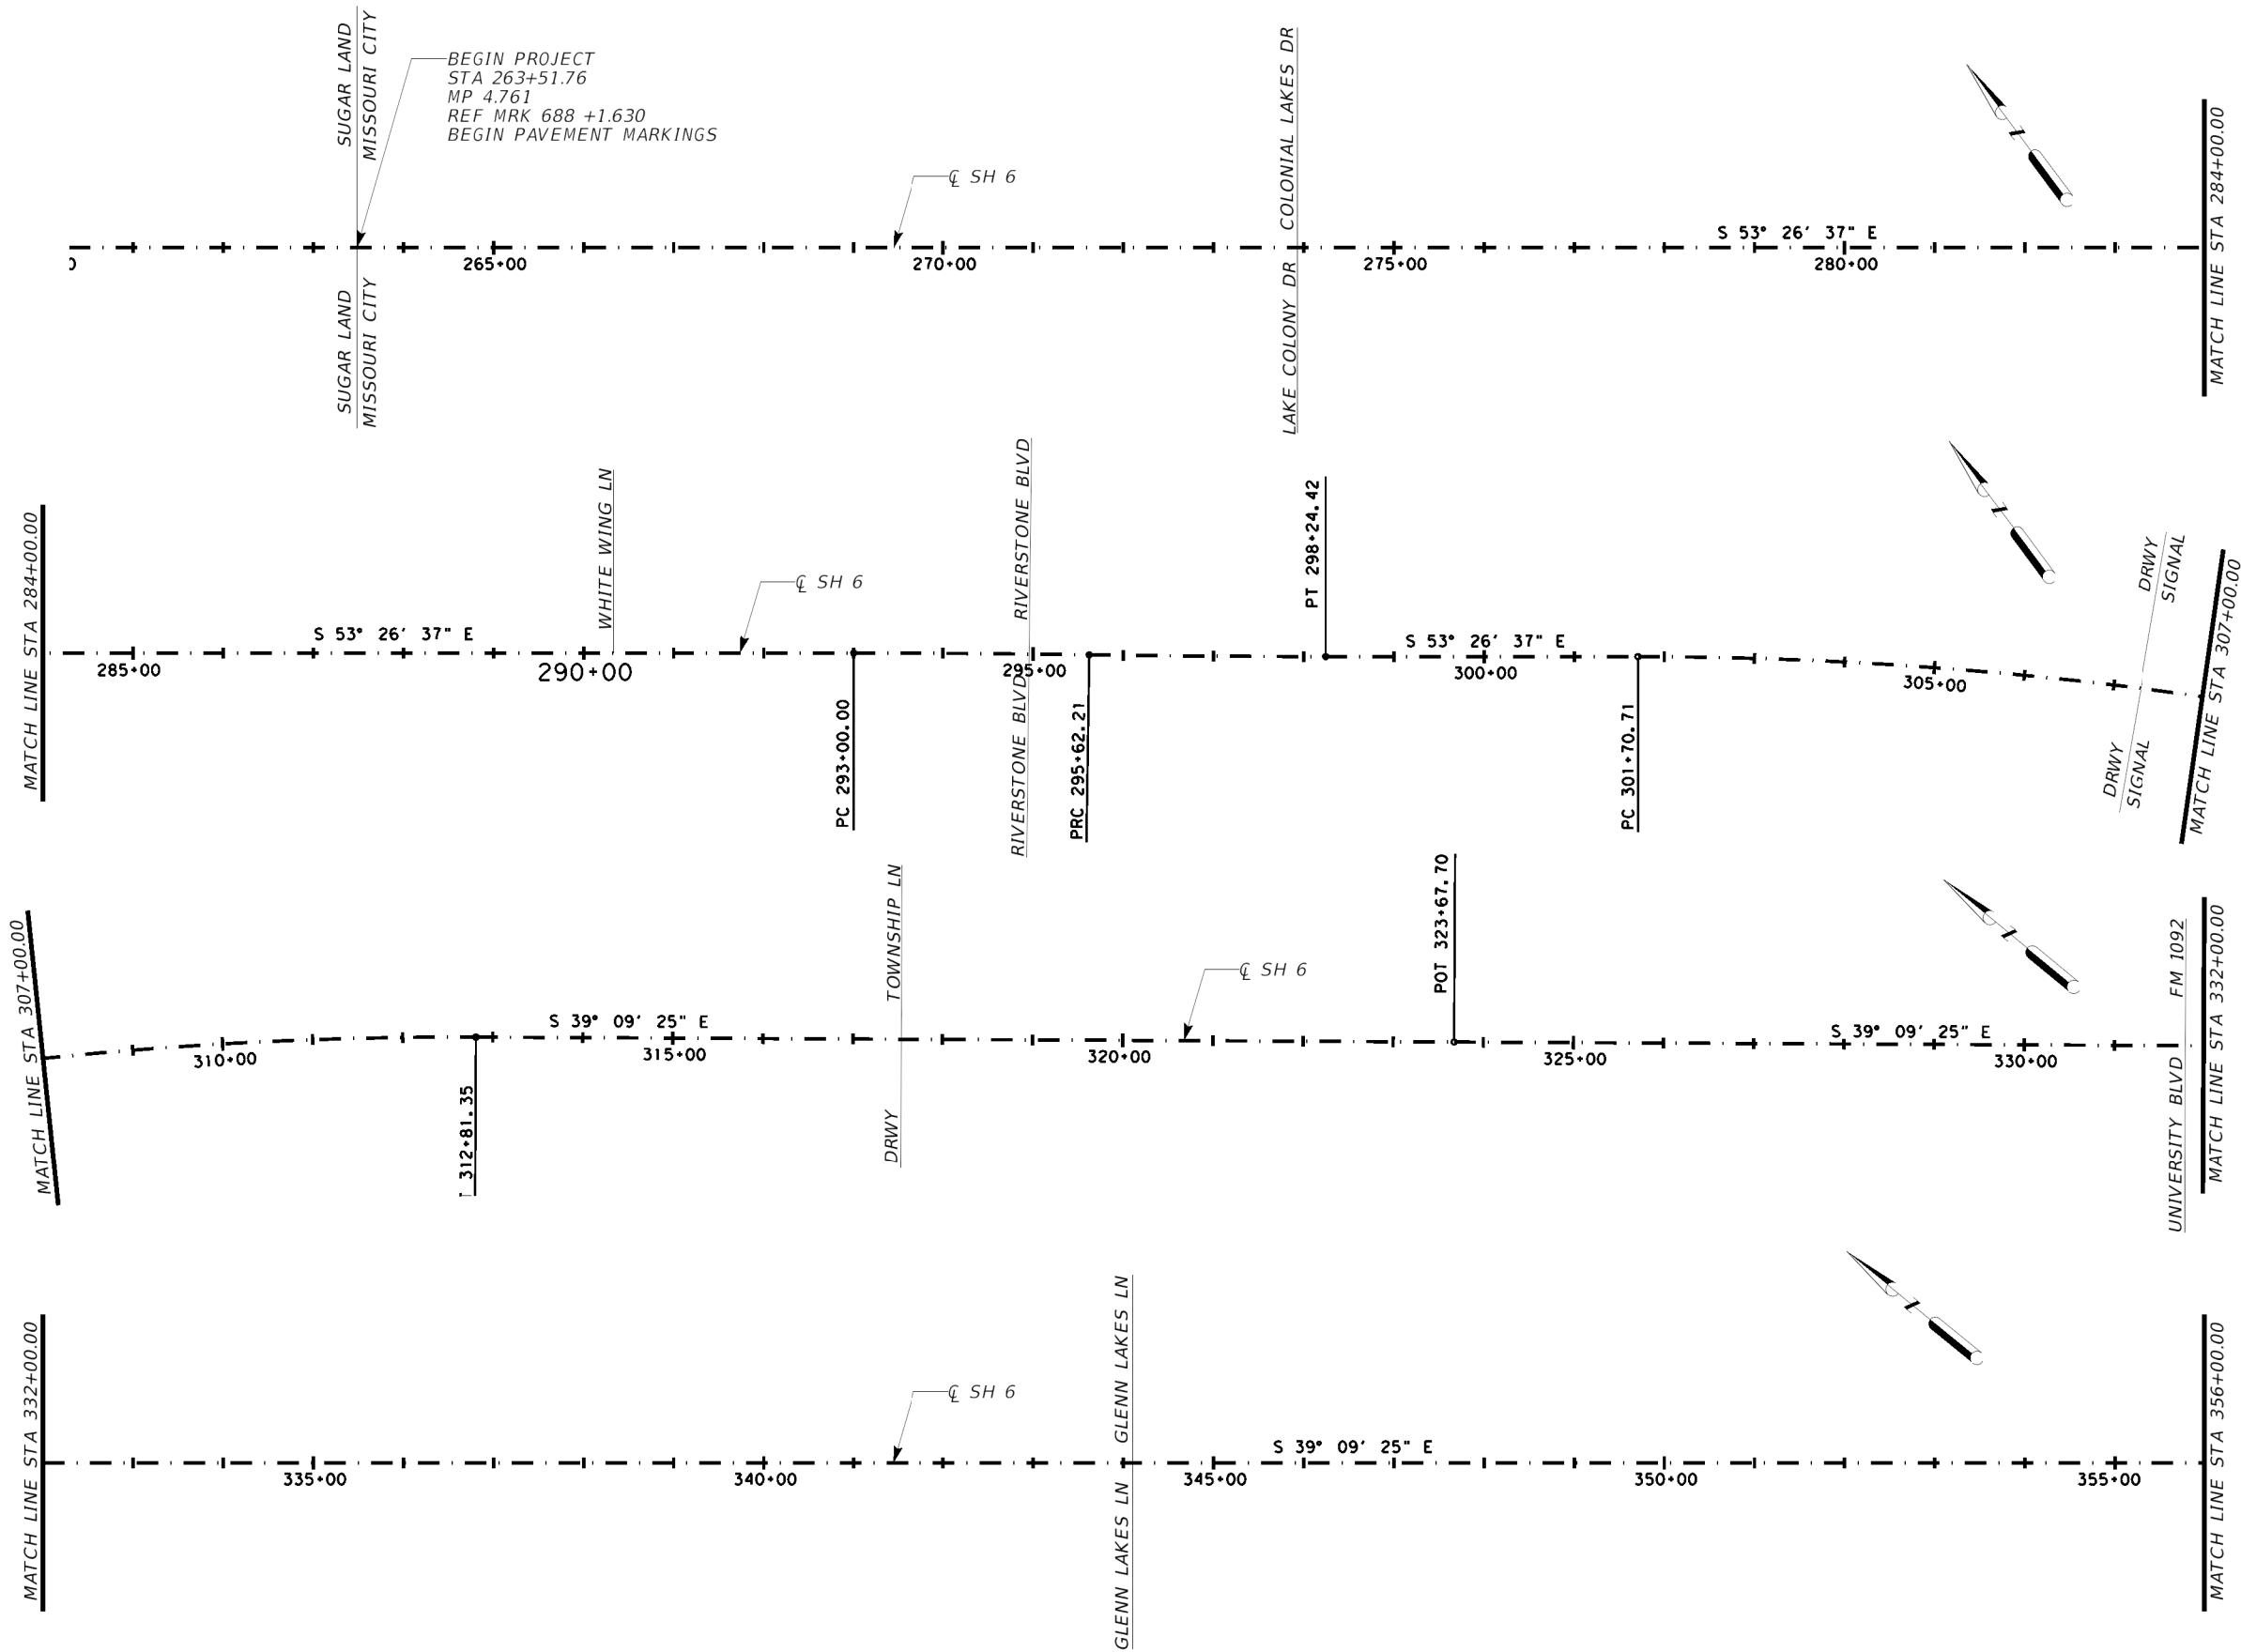 SUGAR LAND
MISSOURI CITY
BEGIN PROJECT
STA 263+51.76
MP 4.761
REF MRK 688 +1.630
BEGIN PAVEMENT MARKINGS
℄ SH 6
COLONIAL LAKES DR
MATCH LINE STA 284+00.00
S 53° 26' 37" E
265+00
270+00
275+00
280+00
SUGAR LAND
MISSOURI CITY
LAKE COLONY DR
MATCH LINE STA 284+00.00
WHITE WING LN
RIVERSTONE BLVD
PT 298+24.42
℄ SH 6
DRWY
SIGNAL
MATCH LINE STA 307+00.00
S 53° 26' 37" E
S 53° 26' 37" E
285+00
290+00
295+00
300+00
305+00
PC 293+00.00
RIVERSTONE BLVD
PRC 295+62.21
PC 301+70.71
DRWY
SIGNAL
MATCH LINE STA 307+00.00
TOWNSHIP LN
POT 323+67.70
℄ SH 6
FM 1092
MATCH LINE STA 332+00.00
S 39° 09' 25" E
S 39° 09' 25" E
310+00
315+00
320+00
325+00
330+00
312+81.35
DRWY
UNIVERSITY BLVD
MATCH LINE STA 332+00.00
GLENN LAKES LN
℄ SH 6
S 39° 09' 25" E
MATCH LINE STA 356+00.00
335+00
340+00
345+00
350+00
355+00
GLENN LAKES LN